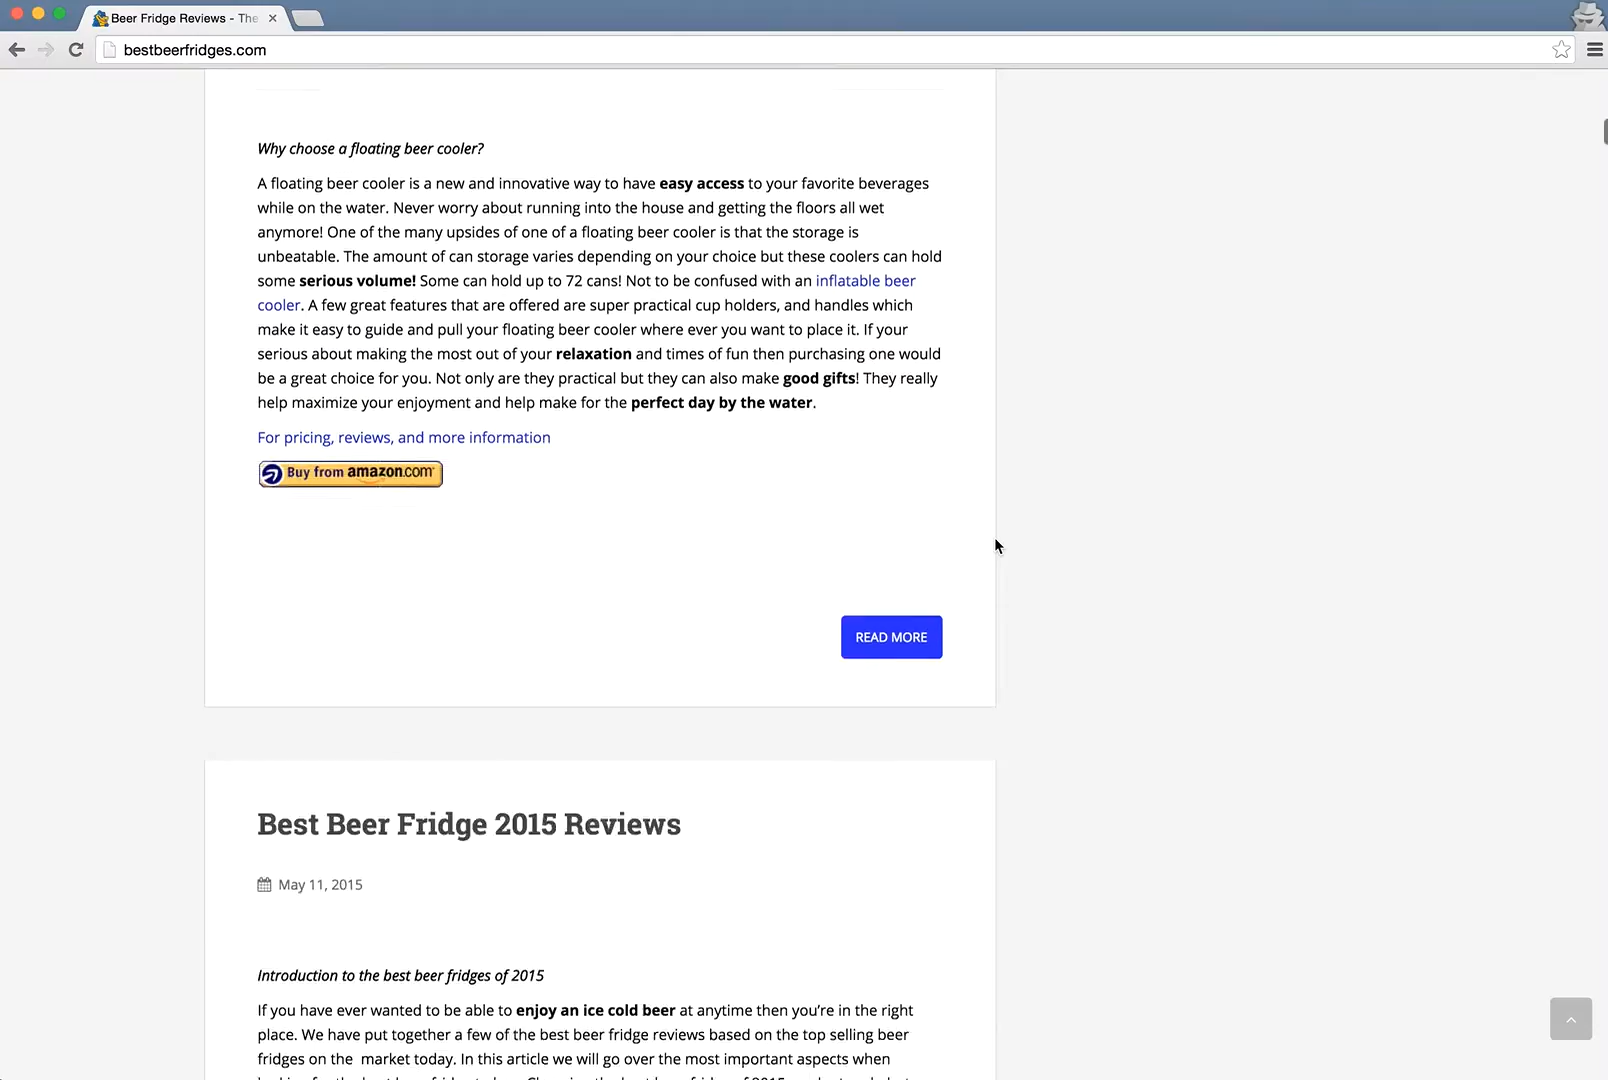 Beer Fridge Reviews - The
bestbeerfridges.com
Why choose a floating beer cooler?
A floating beer cooler is a new and innovative way to have easy access to your favorite beverages
while on the water. Never worry about running into the house and getting the floors all wet
anymore! One of the many upsides of one of a floating beer cooler is that the storage is
unbeatable. The amount of can storage varies depending on your choice but these coolers can hold
some serious volume! Some can hold up to 72 cans! Not to be confused with an inflatable beer
cooler. A few great features that are offered are super practical cup holders, and handles which
make it easy to guide and pull your floating beer cooler where ever you want to place it. If your
serious about making the most out of your relaxation and times of fun then purchasing one would
be a great choice for you. Not only are they practical but they can also make good gifts! They really
help maximize your enjoyment and help make for the perfect day by the water.
For pricing, reviews, and more information
Buy from amazon.com
READ MORE
Best Beer Fridge 2015 Reviews
May 11, 2015
Introduction to the best beer fridges of 2015
If you have ever wanted to be able to enjoy an ice cold beer at anytime then you're in the right
place. We have put together a few of the best beer fridge reviews based on the top selling beer
fridges on the market today. In this article we will go over the most important aspects when